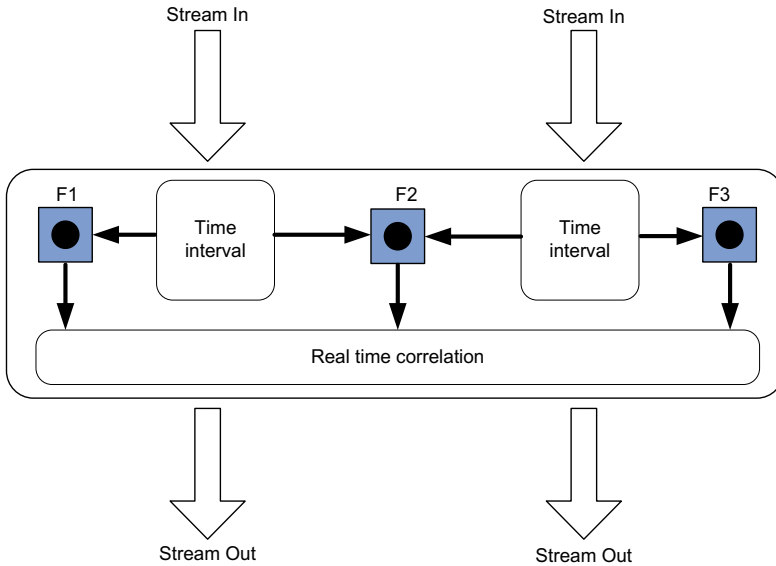 Stream In
Stream In
F1
F2
F3
Time
interval
Time
interval
Real time correlation
Stream Out
Stream Out